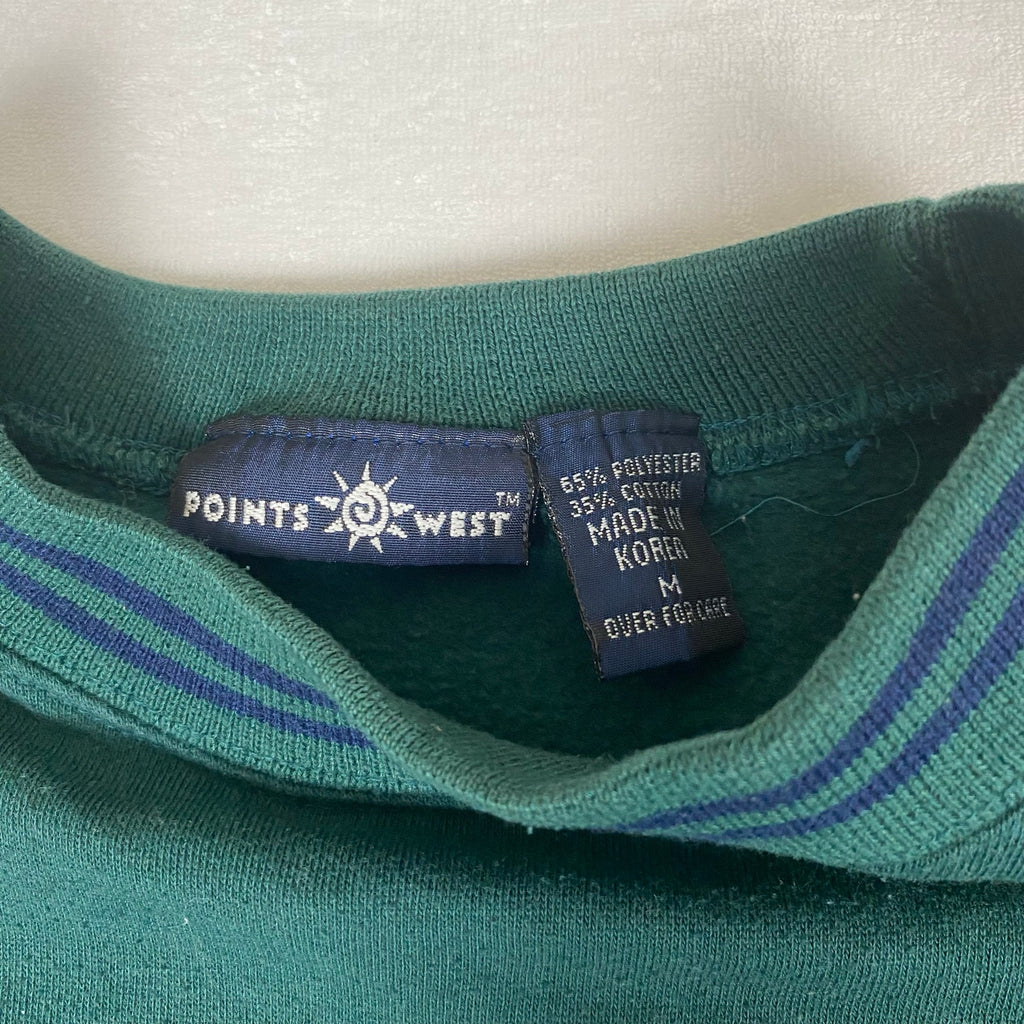 POINTS WEST™
65% POLYESTER
35% COTTON
MADE IN
KOREA
M
OVER FOR CARE